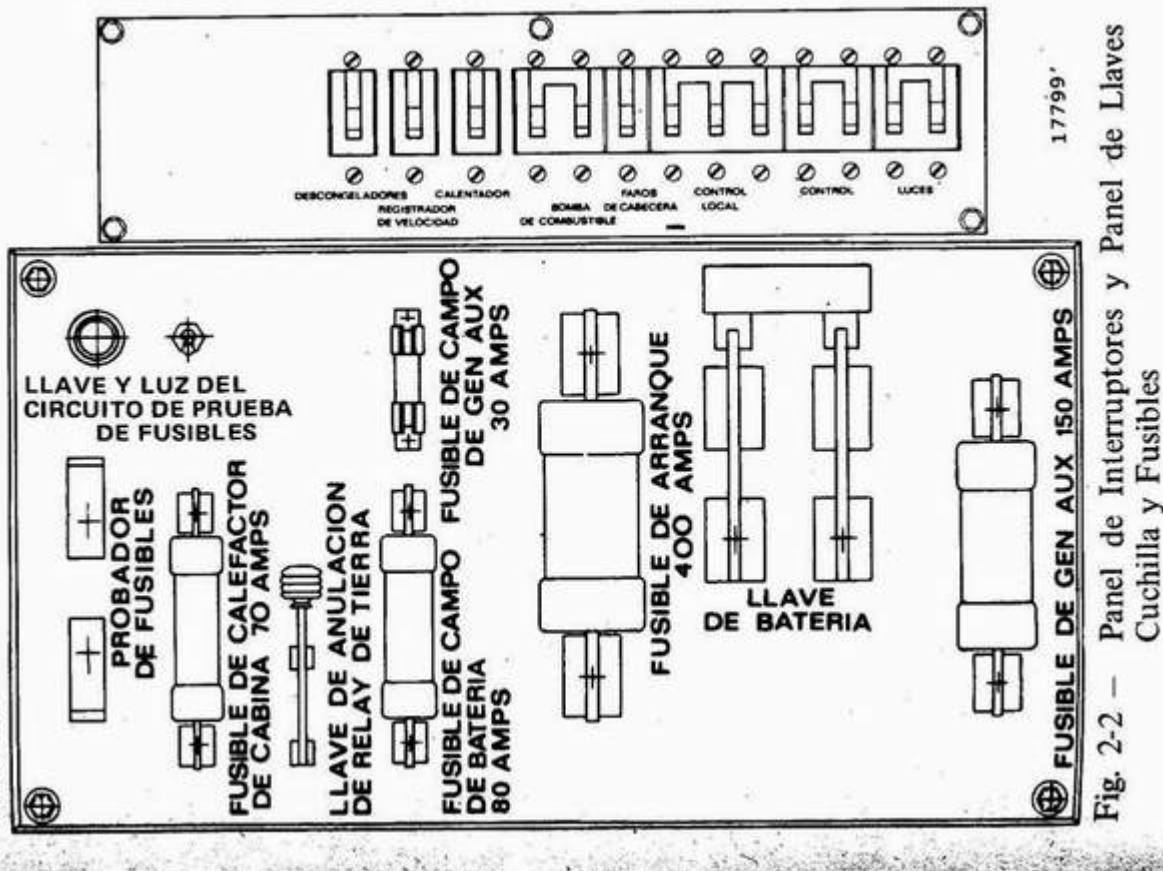 DESCONGELADORES
REGISTRADOR
DE VELOCIDAD
CALENTADOR
BOMBA
DE COMBUSTIBLE
FAROS
DE CABECERA
CONTROL
LOCAL
CONTROL
LUCES
17799'
LLAVE Y LUZ DEL
CIRCUITO DE PRUEBA
DE FUSIBLES
PROBADOR
DE FUSIBLES
FUSIBLE DE CALEFACTOR
DE CABINA 70 AMPS
LLAVE DE ANULACION
DE RELAY DE TIERRA
FUSIBLE DE CAMPO
DE BATERIA
80 AMPS
FUSIBLE DE CAMPO
DE GEN AUX
30 AMPS
FUSIBLE DE ARRANQUE
400 AMPS
LLAVE
DE BATERIA
FUSIBLE DE GEN AUX 150 AMPS
Fig. 2-2 — Panel de Interruptores y Panel de Llaves
Cuchilla y Fusibles